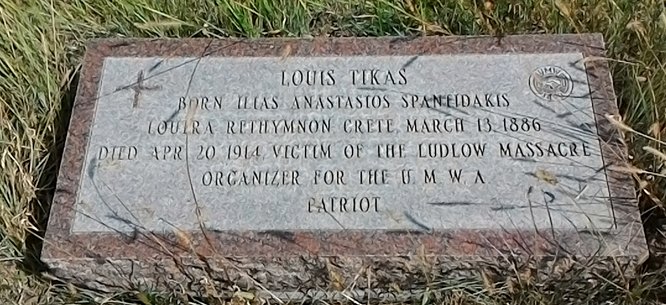 LOUIS TIKAS
BORN ILIAS ANASTASIOS SPANTIDAKIS
LOUTRA RETHYMNON CRETE, MARCH 13, 1886
DIED APR. 20 1914, VICTIM OF THE LUDLOW MASSACRE
ORGANIZER FOR THE U. M. W. A.
PATRIOT